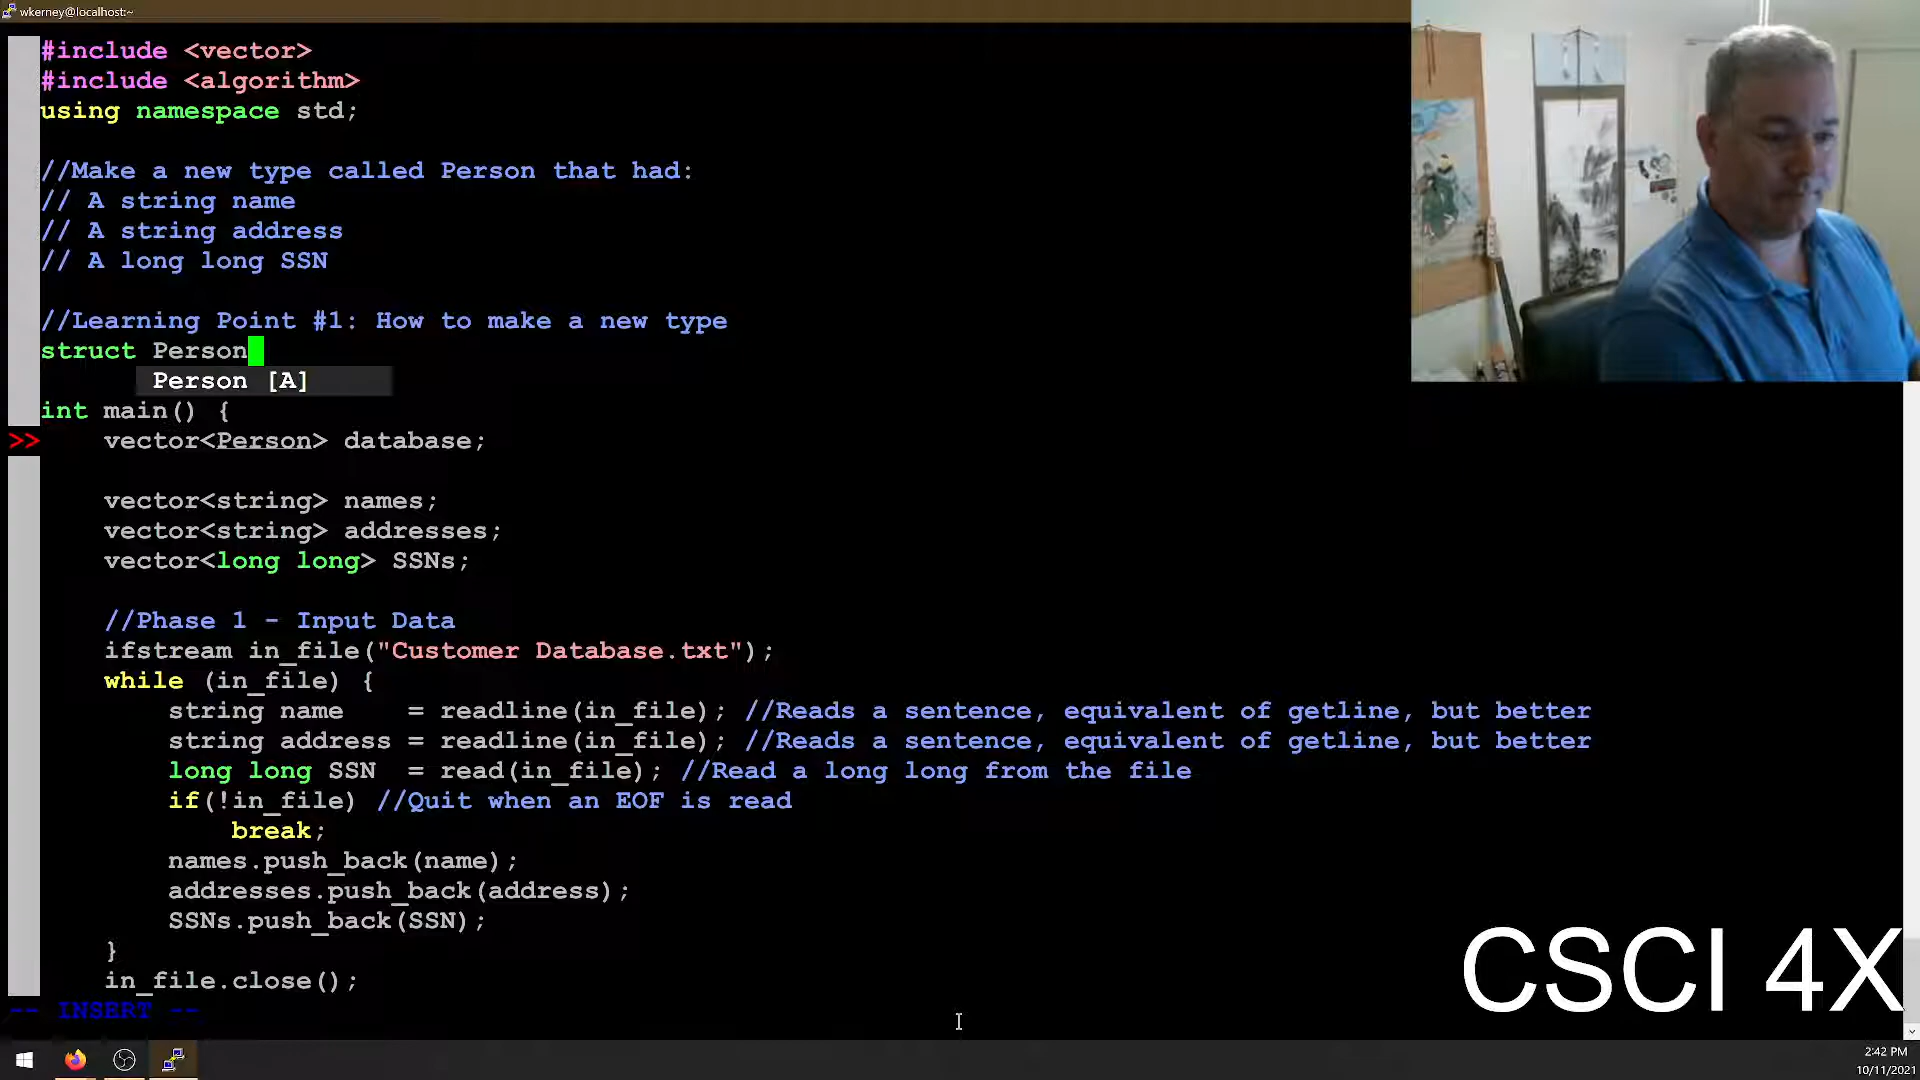 wkerney@localhost:~
#include <vector>
#include <algorithm>
using namespace std;
//Make a new type called Person that had:
// A string name
// A string address
// A long long SSN
//Learning Point #1: How to make a new type
struct Person
Person [A]
int main() {
>> vector<Person> database;
vector<string> names;
vector<string> addresses;
vector<long long> SSNs;
//Phase 1 - Input Data
ifstream in_file("Customer Database.txt");
while (in_file) {
string name    = readline(in_file); //Reads a sentence, equivalent of getline, but better
string address = readline(in_file); //Reads a sentence, equivalent of getline, but better
long long SSN  = read(in_file); //Read a long long from the file
if(!in_file) //Quit when an EOF is read
break;
names.push_back(name);
addresses.push_back(address);
SSNs.push_back(SSN);
}
in_file.close();
-- INSERT --
CSCI 4X
2:42 PM
10/11/2021